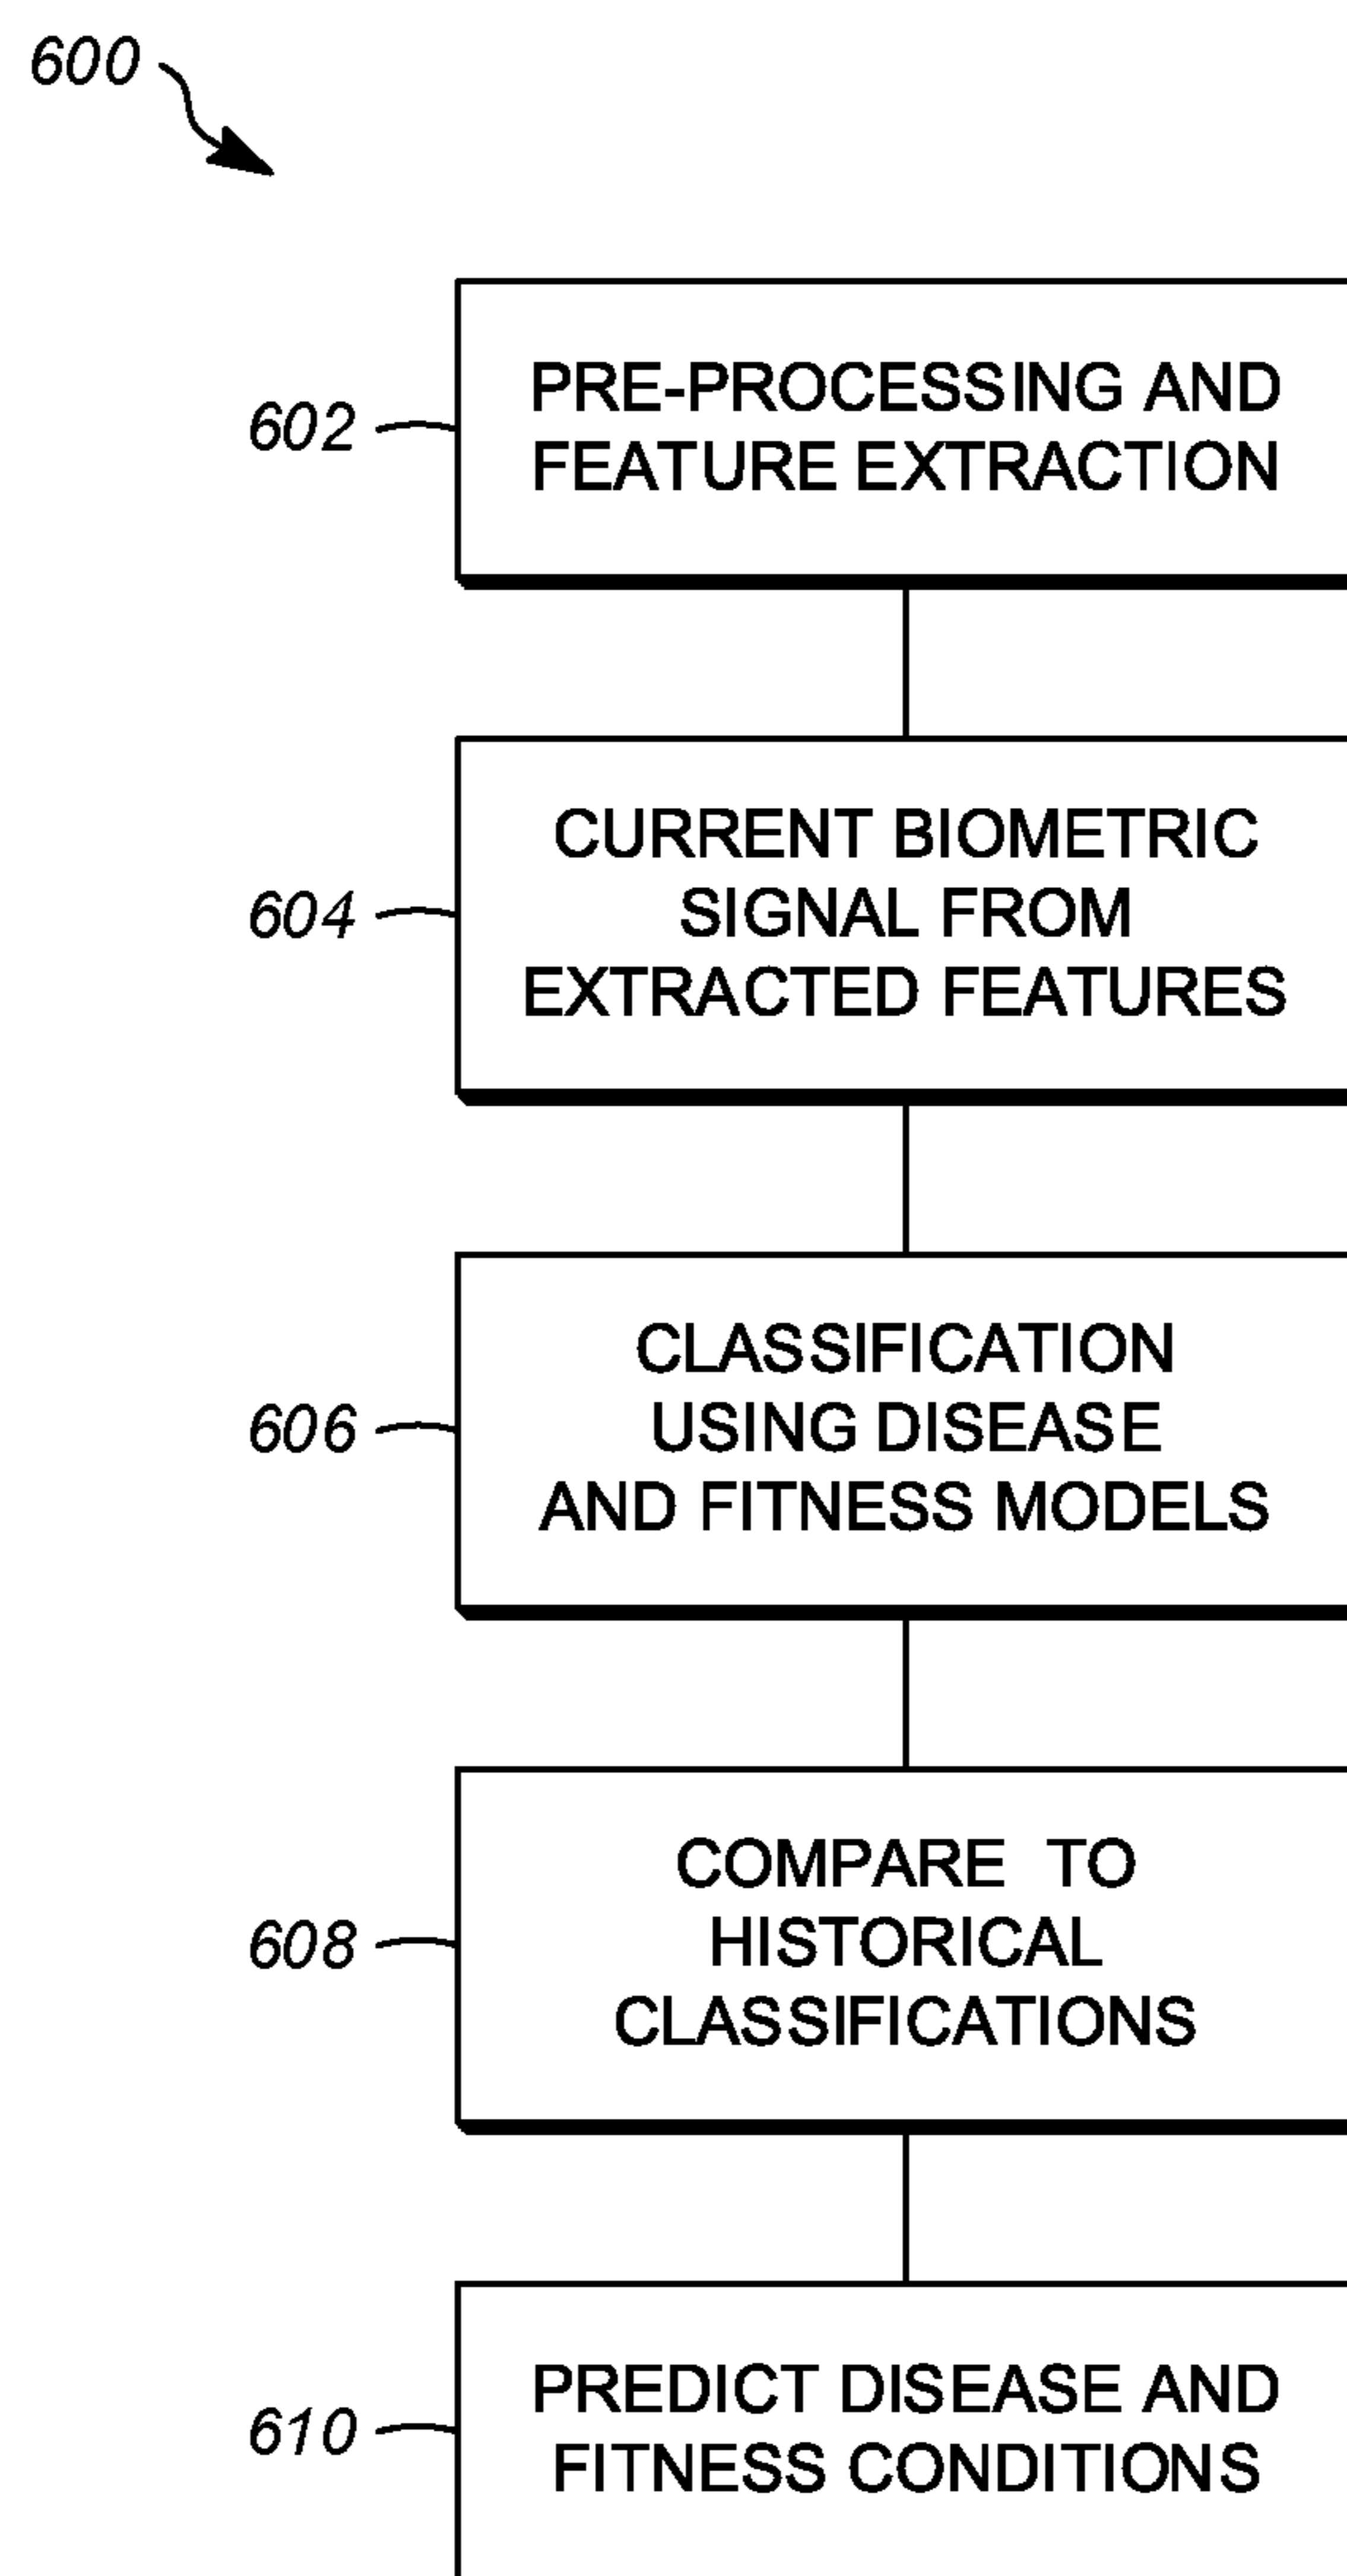 600
602
PRE-PROCESSING AND
FEATURE EXTRACTION
604
CURRENT BIOMETRIC
SIGNAL FROM
EXTRACTED FEATURES
606
CLASSIFICATION
USING DISEASE
AND FITNESS MODELS
608
COMPARE TO
HISTORICAL
CLASSIFICATIONS
610
PREDICT DISEASE AND
FITNESS CONDITIONS